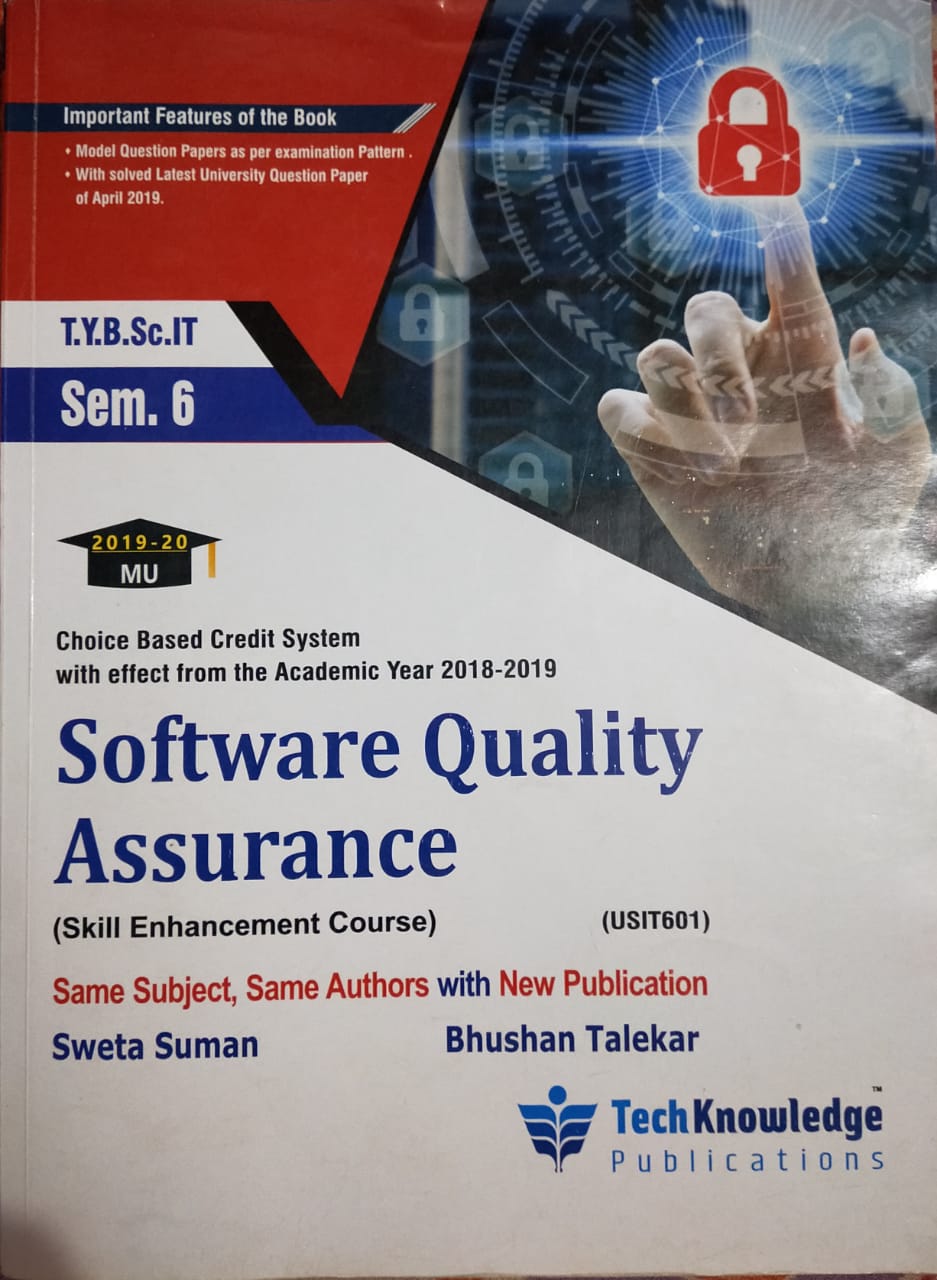 Important Features of the Book
• Model Question Papers as per examination Pattern .
• With solved Latest University Question Paper
of April 2019.
T.Y.B.Sc.IT
Sem. 6
2019-20
MU
Choice Based Credit System
with effect from the Academic Year 2018-2019
Software Quality
Assurance
(Skill Enhancement Course) (USIT601)
Same Subject, Same Authors with New Publication
Sweta Suman Bhushan Talekar
TechKnowledge™
Publications